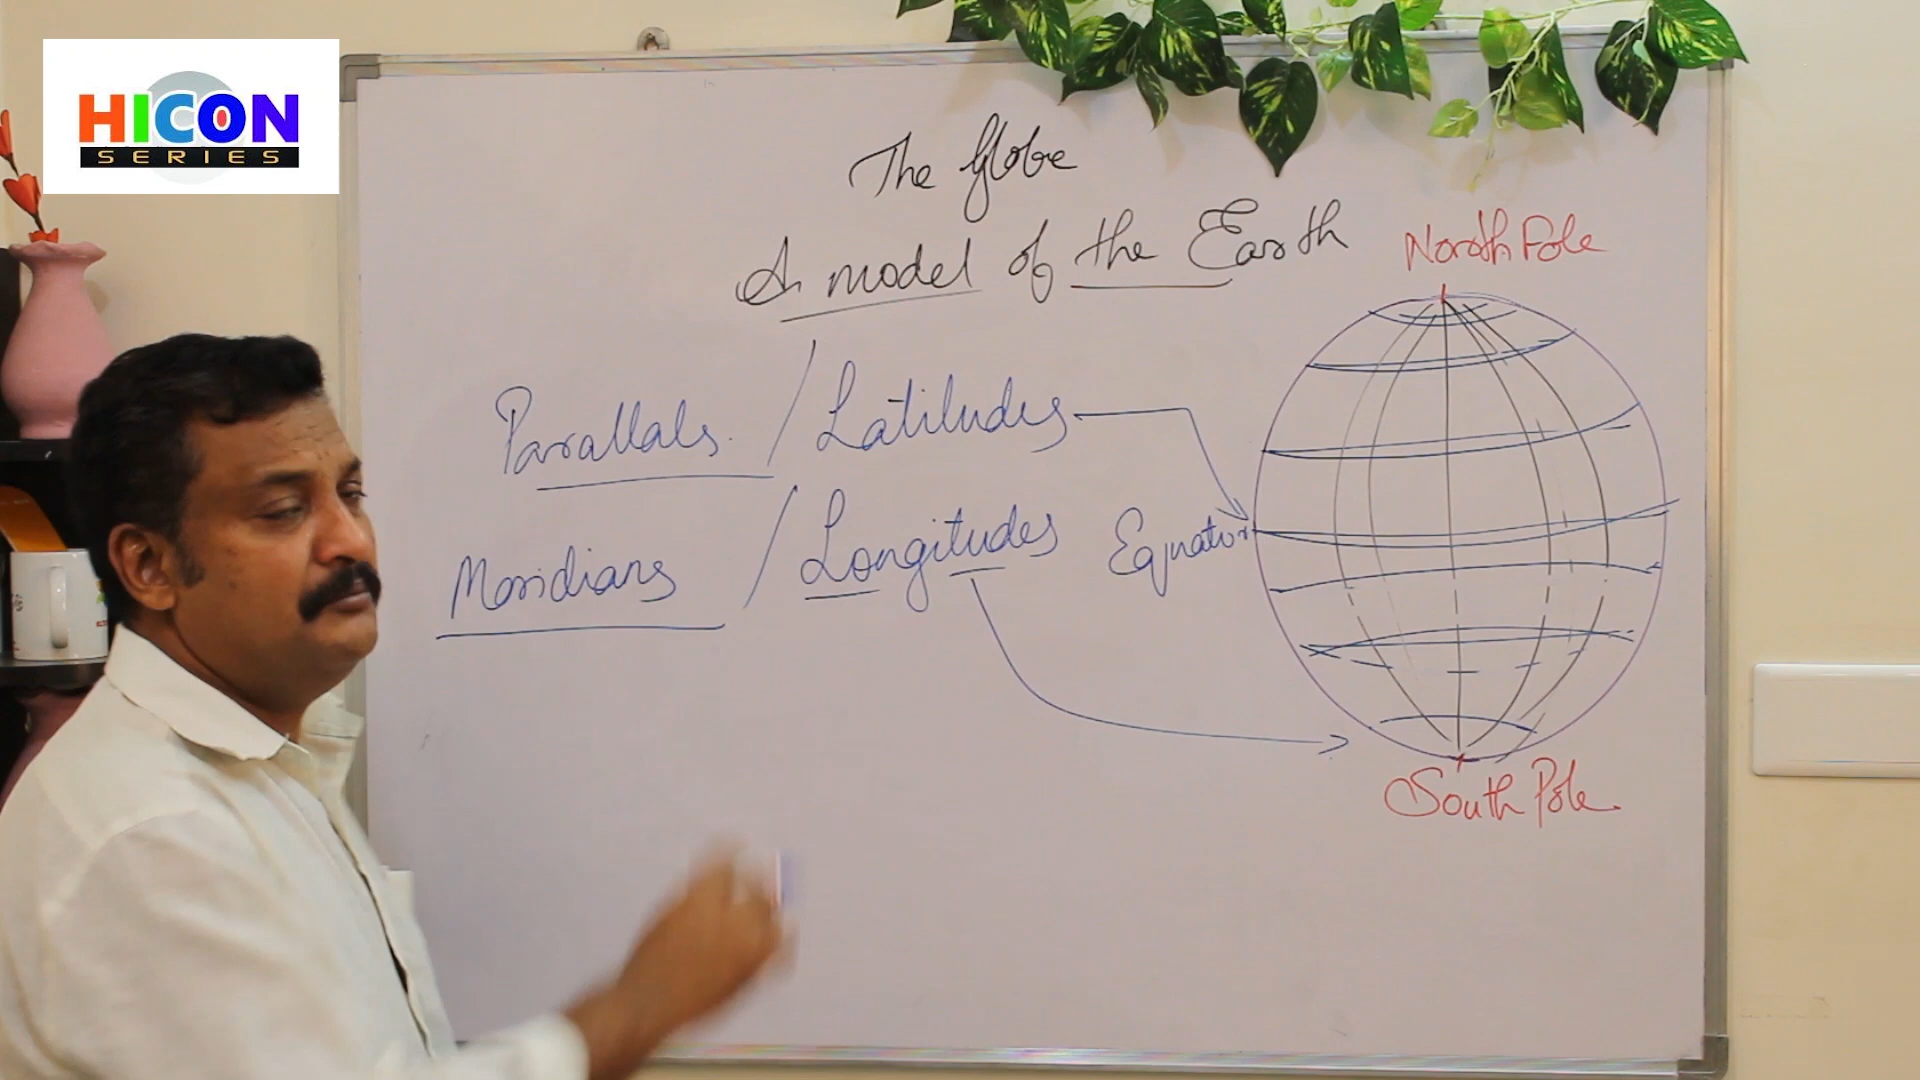 HICON
SERIES
The Globe
A model of the Earth
North Pole
Parallals / Latitudes
Meridians / Longitudes
Equator
South Pole